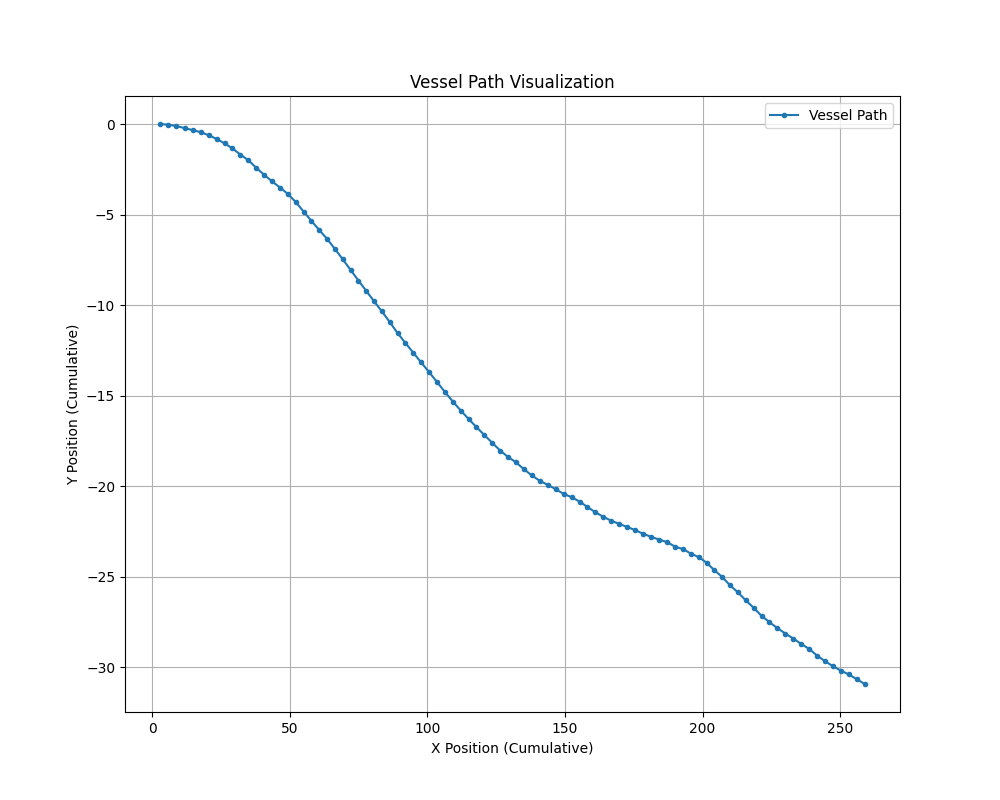 Vessel Path Visualization
Vessel Path
0
−5
−10
−15
−20
−25
−30
Y Position (Cumulative)
0 50 100 150 200 250
X Position (Cumulative)